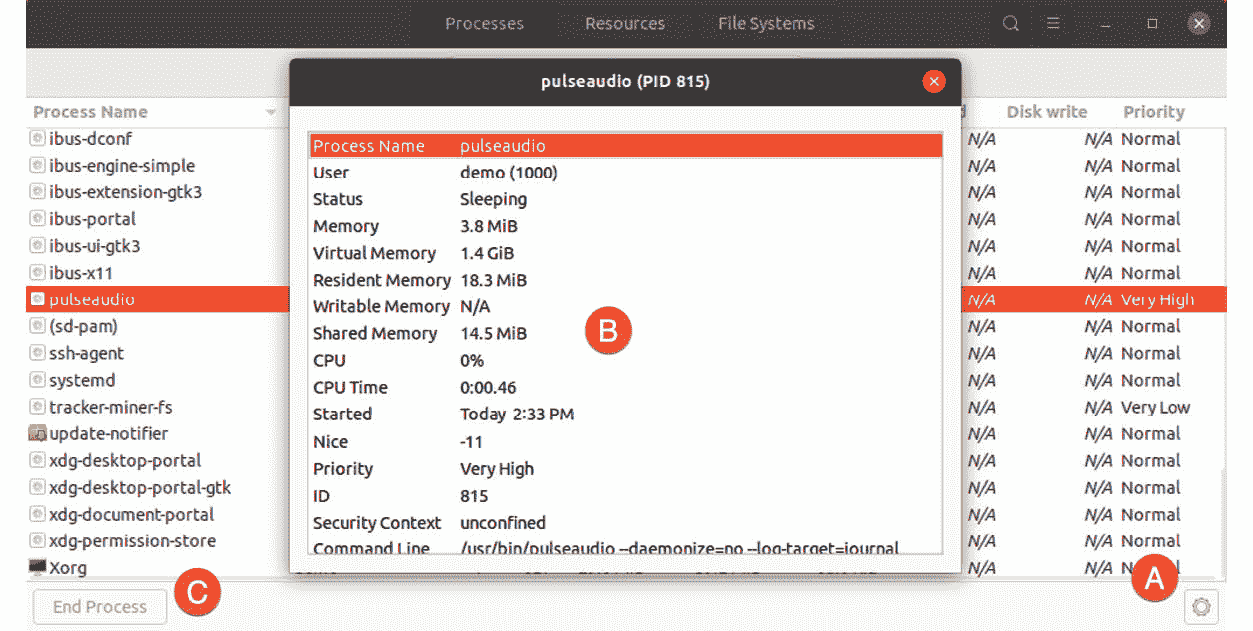 Processes Resources File Systems
pulseaudio (PID 815)
Process Name Disk write Priority
Process Name pulseaudio
ibus-dconf N/A N/A Normal
ibus-engine-simple N/A N/A Normal
User demo (1000)
ibus-extension-gtk3 N/A N/A Normal
Status Sleeping
ibus-portal N/A N/A Normal
Memory 3.8 MiB
ibus-ui-gtk3 N/A N/A Normal
Virtual Memory 1.4 GiB
ibus-x11 N/A N/A Normal
Resident Memory 18.3 MiB
pulseaudio N/A N/A Very High
Writable Memory N/A
(sd-pam) N/A N/A Normal
Shared Memory 14.5 MiB
B
ssh-agent N/A N/A Normal
CPU 0%
systemd N/A N/A Normal
CPU Time 0:00.46
tracker-miner-fs N/A N/A Very Low
Started Today 2:33 PM
update-notifier N/A N/A Normal
Nice -11
xdg-desktop-portal N/A N/A Normal
Priority Very High
xdg-desktop-portal-gtk N/A N/A Normal
ID 815
xdg-document-portal N/A N/A Normal
Security Context unconfined
xdg-permission-store N/A N/A Normal
Command Line /usr/bin/pulseaudio --daemonize=no --log-target=journal
Xorg N/A N/A
A
C
End Process